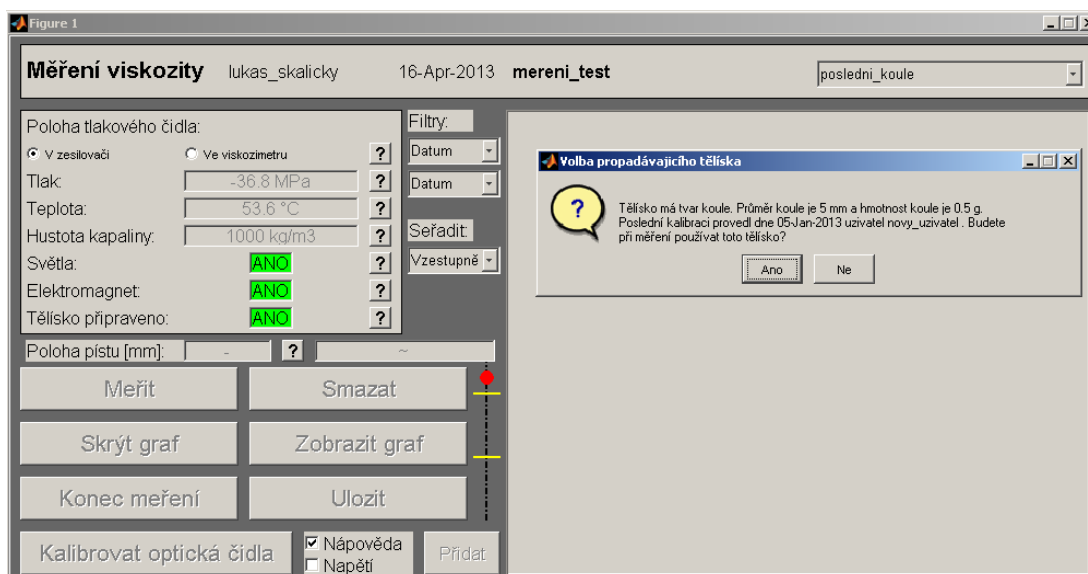 Figure 1
Měření viskozity lukas_skalicky 16-Apr-2013 mereni_test posledni_koule
Poloha tlakového čidla:
V zesilovači Ve viskozimetru ?
Tlak: -36.8 MPa ?
Teplota: 53.6 °C ?
Hustota kapaliny: 1000 kg/m3 ?
Světla: ANO ?
Elektromagnet: ANO ?
Tělísko připraveno: ANO ?
Filtry:
Datum
Datum
Seřadit:
Vzestupně
Volba propadávajicího tělíska
?
Tělísko má tvar koule. Průměr koule je 5 mm a hmotnost koule je 0.5 g.
Poslední kalibraci provedl dne 05-Jan-2013 uzivatel novy_uzivatel . Budete
při měření používat toto tělísko?
Ano Ne
Poloha pístu [mm]: - ? ~
Meřit Smazat
Skrýt graf Zobrazit graf
Konec meření Ulozit
Kalibrovat optická čidla
Nápověda
Napětí
Přidat